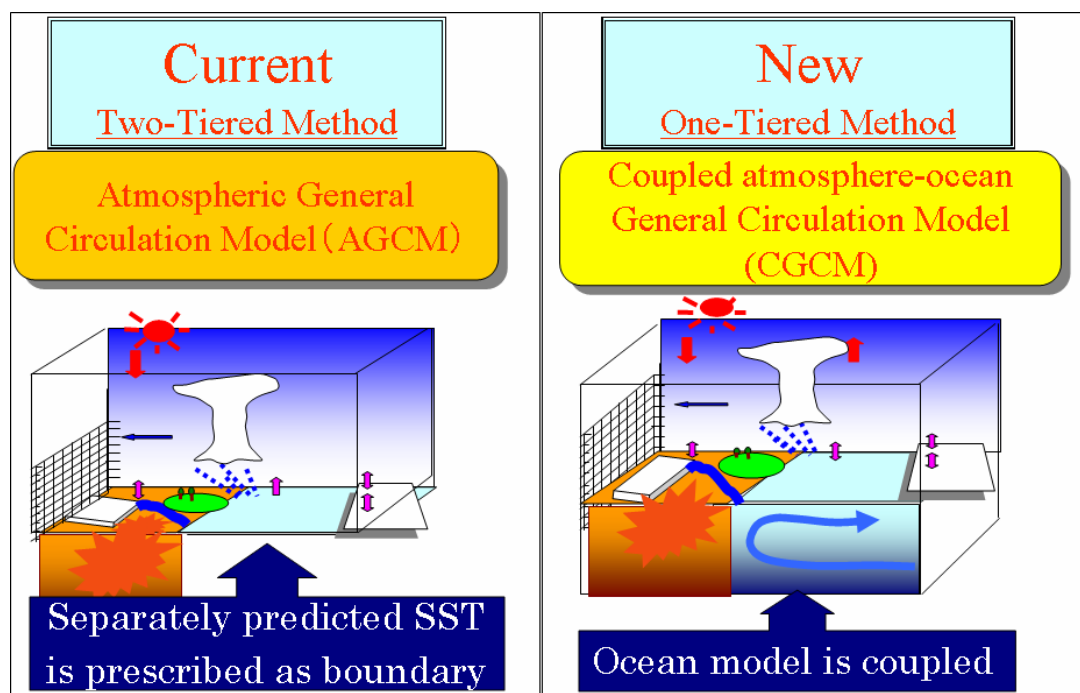 Current
Two-Tiered Method
Atmospheric General
Circulation Model(AGCM)
Separately predicted SST
is prescribed as boundary
New
One-Tiered Method
Coupled atmosphere-ocean
General Circulation Model
(CGCM)
Ocean model is coupled